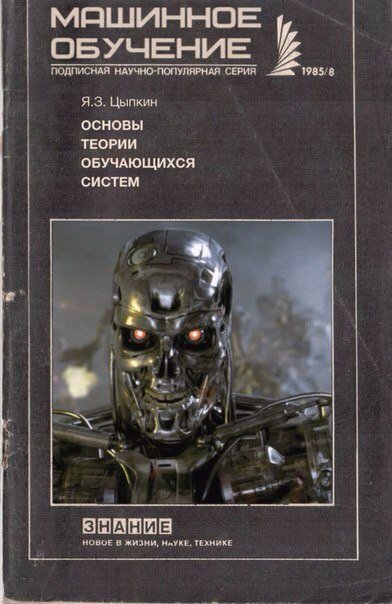 МАШИННОЕ
ОБУЧЕНИЕ
ПОДПИСНАЯ НАУЧНО-ПОПУЛЯРНАЯ СЕРИЯ
1985/8
Я.З. Цыпкин
ОСНОВЫ
ТЕОРИИ
ОБУЧАЮЩИХСЯ
СИСТЕМ
ЗНАНИЕ
НОВОЕ В ЖИЗНИ, НАУКЕ, ТЕХНИКЕ